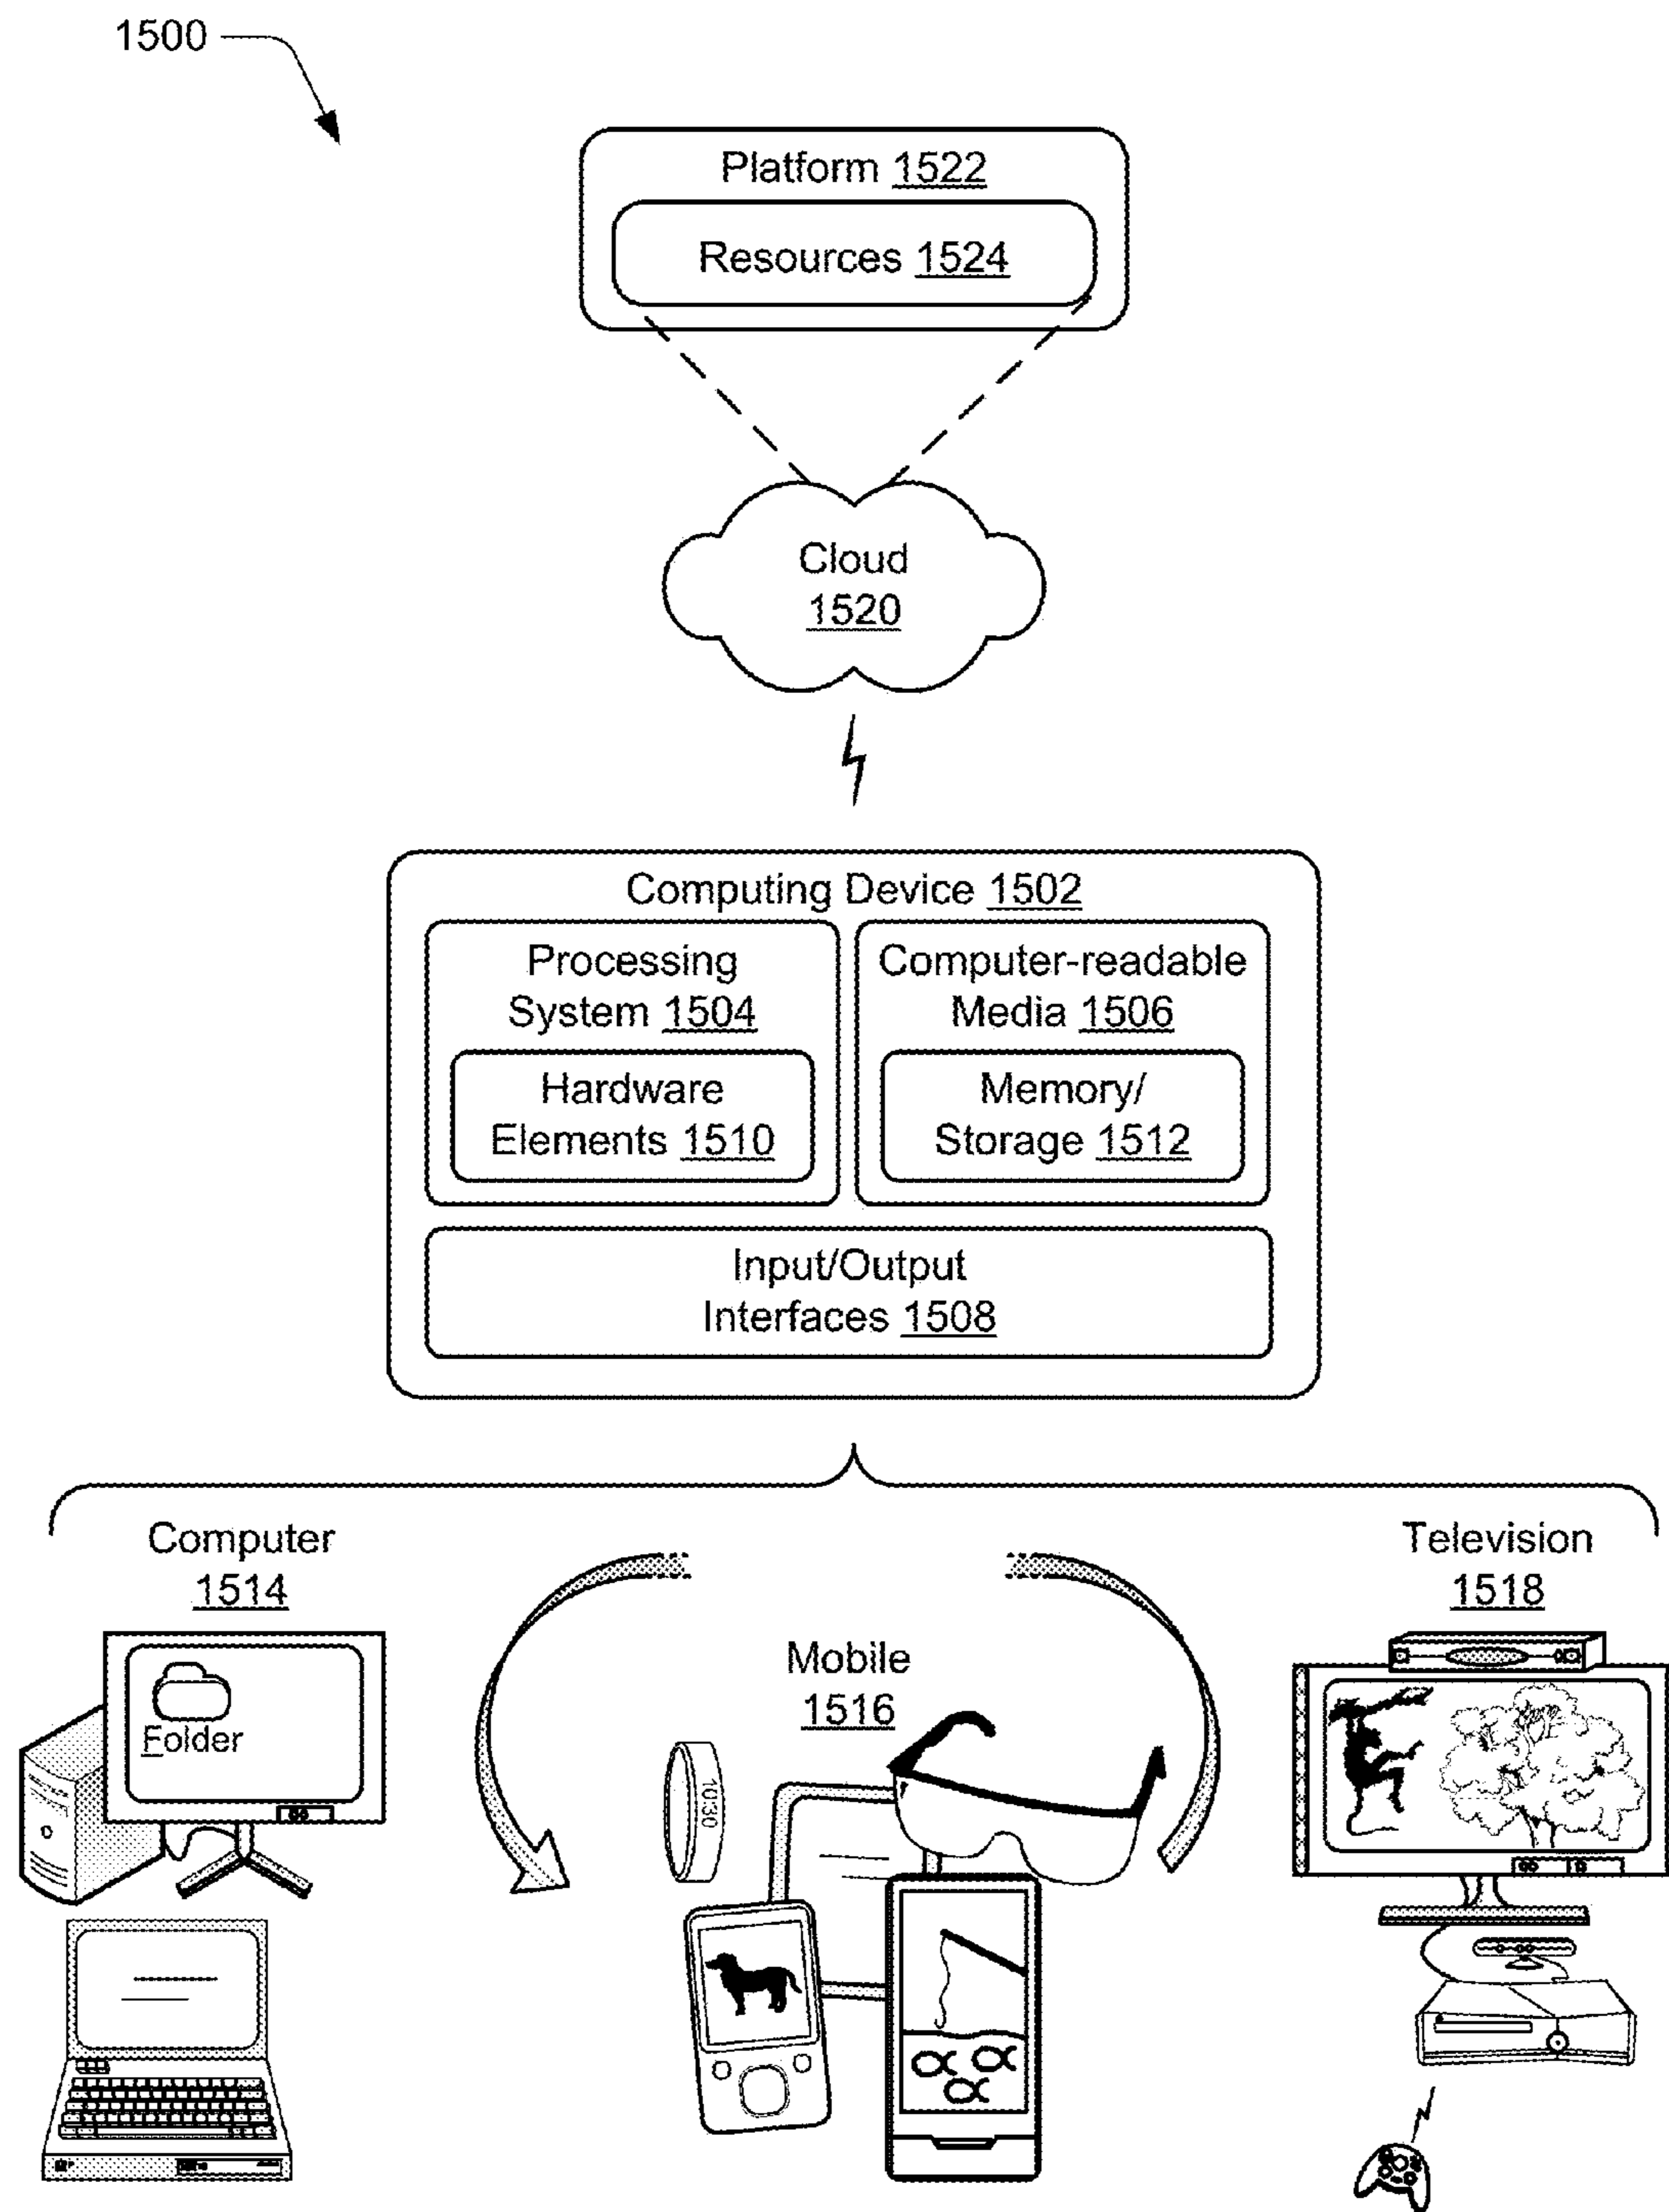 1500
Platform 1522
Resources 1524
Cloud
1520
Computing Device 1502
Processing
System 1504
Computer-readable
Media 1506
Hardware
Elements 1510
Memory/
Storage 1512
Input/Output
Interfaces 1508
Computer
1514
Mobile
1516
Television
1518
Folder
10:30